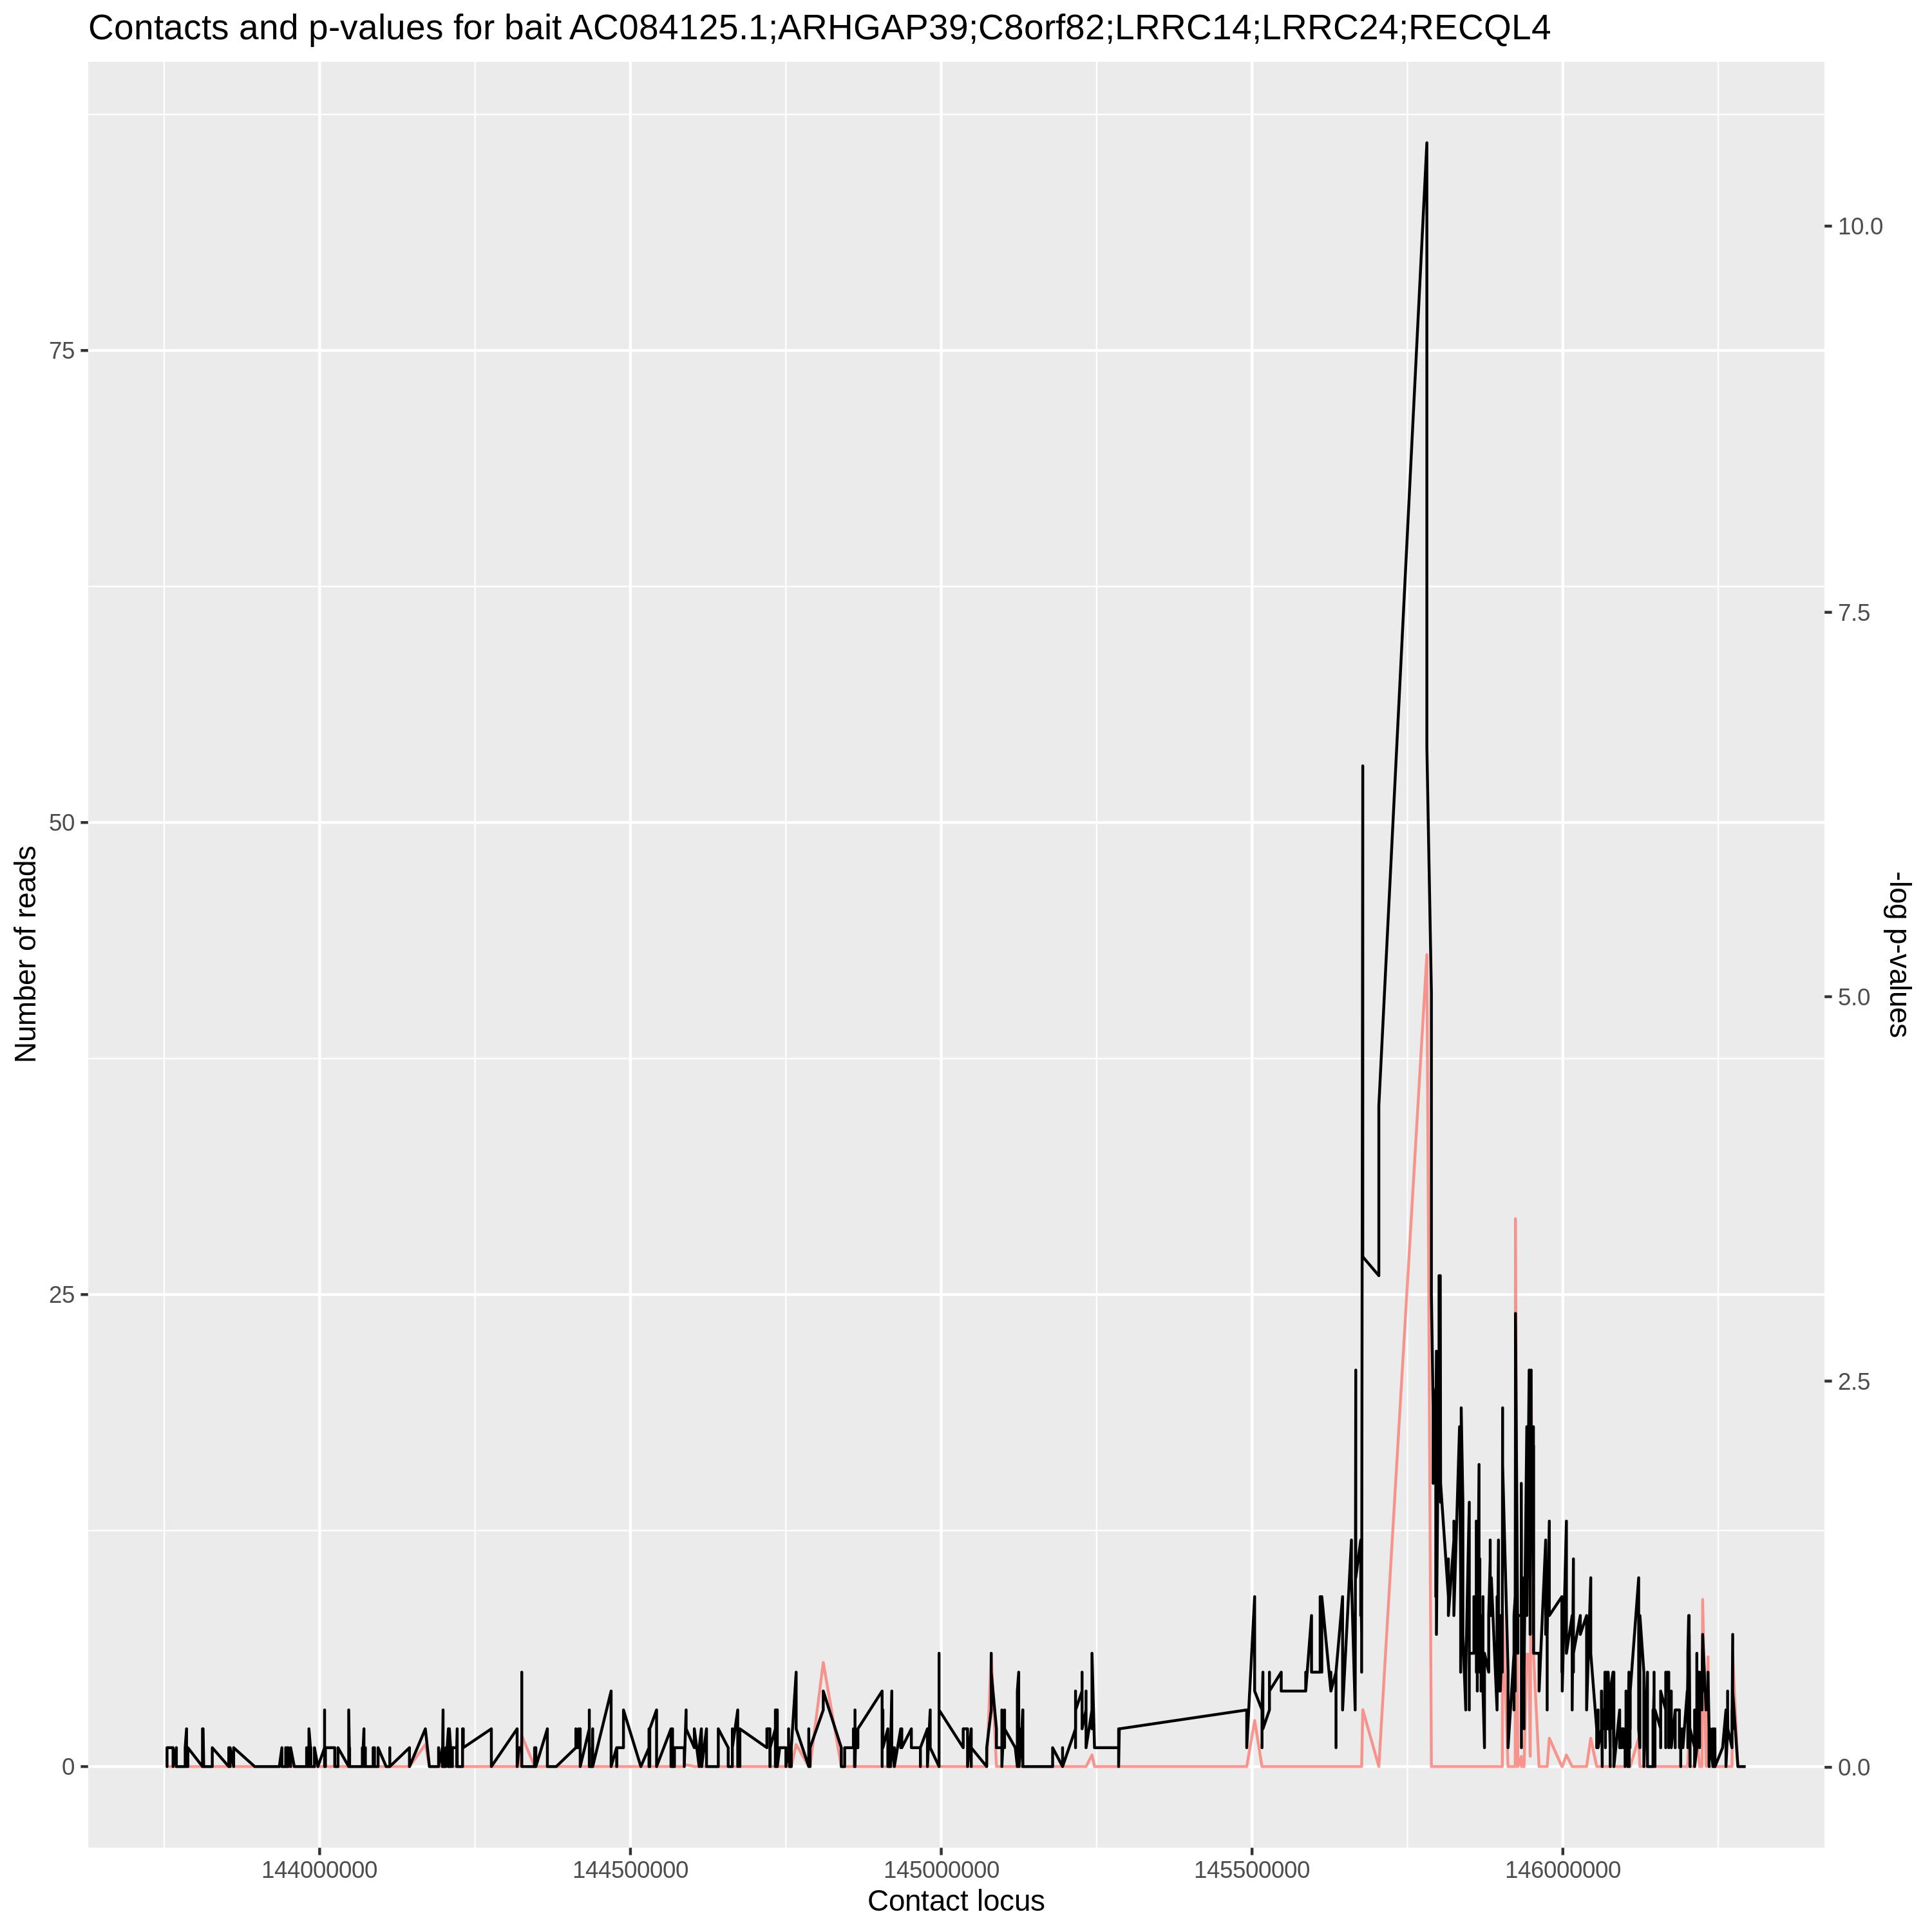 Contacts and p-values for bait AC084125.1;ARHGAP39;C8orf82;LRRC14;LRRC24;RECQL4
Number of reads
75
50
25
0
10.0
7.5
5.0
2.5
0.0
-log p-values
144000000 144500000 145000000 145500000 146000000
Contact locus